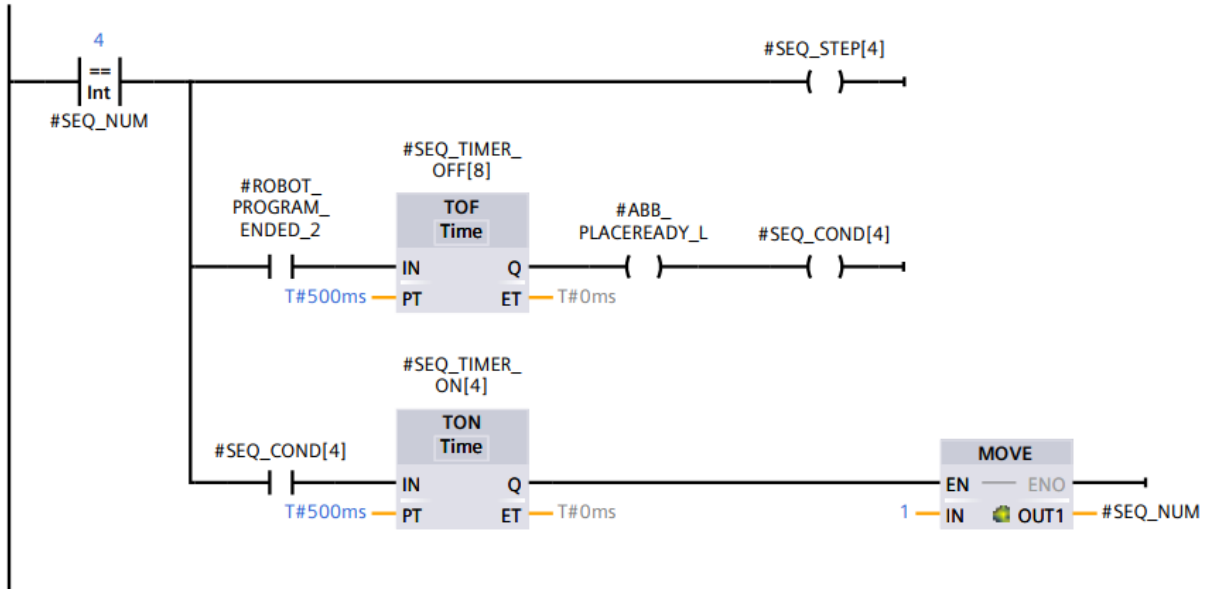 4
==
Int
#SEQ_NUM
#SEQ_STEP[4]
#ROBOT_
PROGRAM_
ENDED_2
#SEQ_TIMER_
OFF[8]
TOF
Time
IN
Q
T#500ms
PT
ET
T#0ms
#ABB_
PLACEREADY_L
#SEQ_COND[4]
#SEQ_COND[4]
#SEQ_TIMER_
ON[4]
TON
Time
IN
Q
T#500ms
PT
ET
T#0ms
MOVE
EN
ENO
1
IN
OUT1
#SEQ_NUM